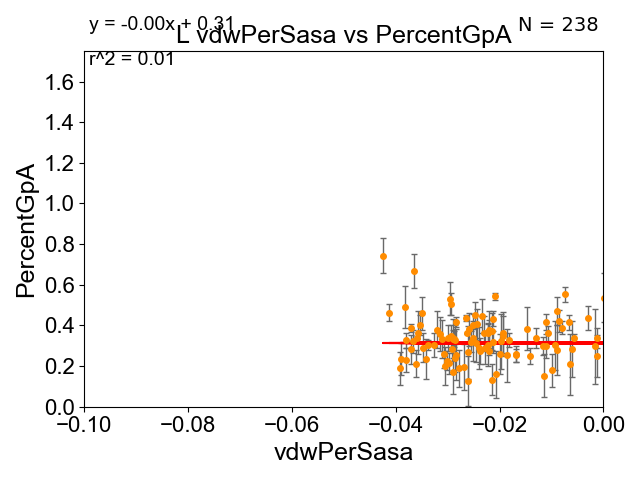 y = -0.00x + 0.31
N = 238
L vdwPerSasa vs PercentGpA
r^2 = 0.01
1.6
1.4
1.2
1.0
0.8
0.6
0.4
0.2
0.0
PercentGpA
−0.10 −0.08 −0.06 −0.04 −0.02 0.00
vdwPerSasa